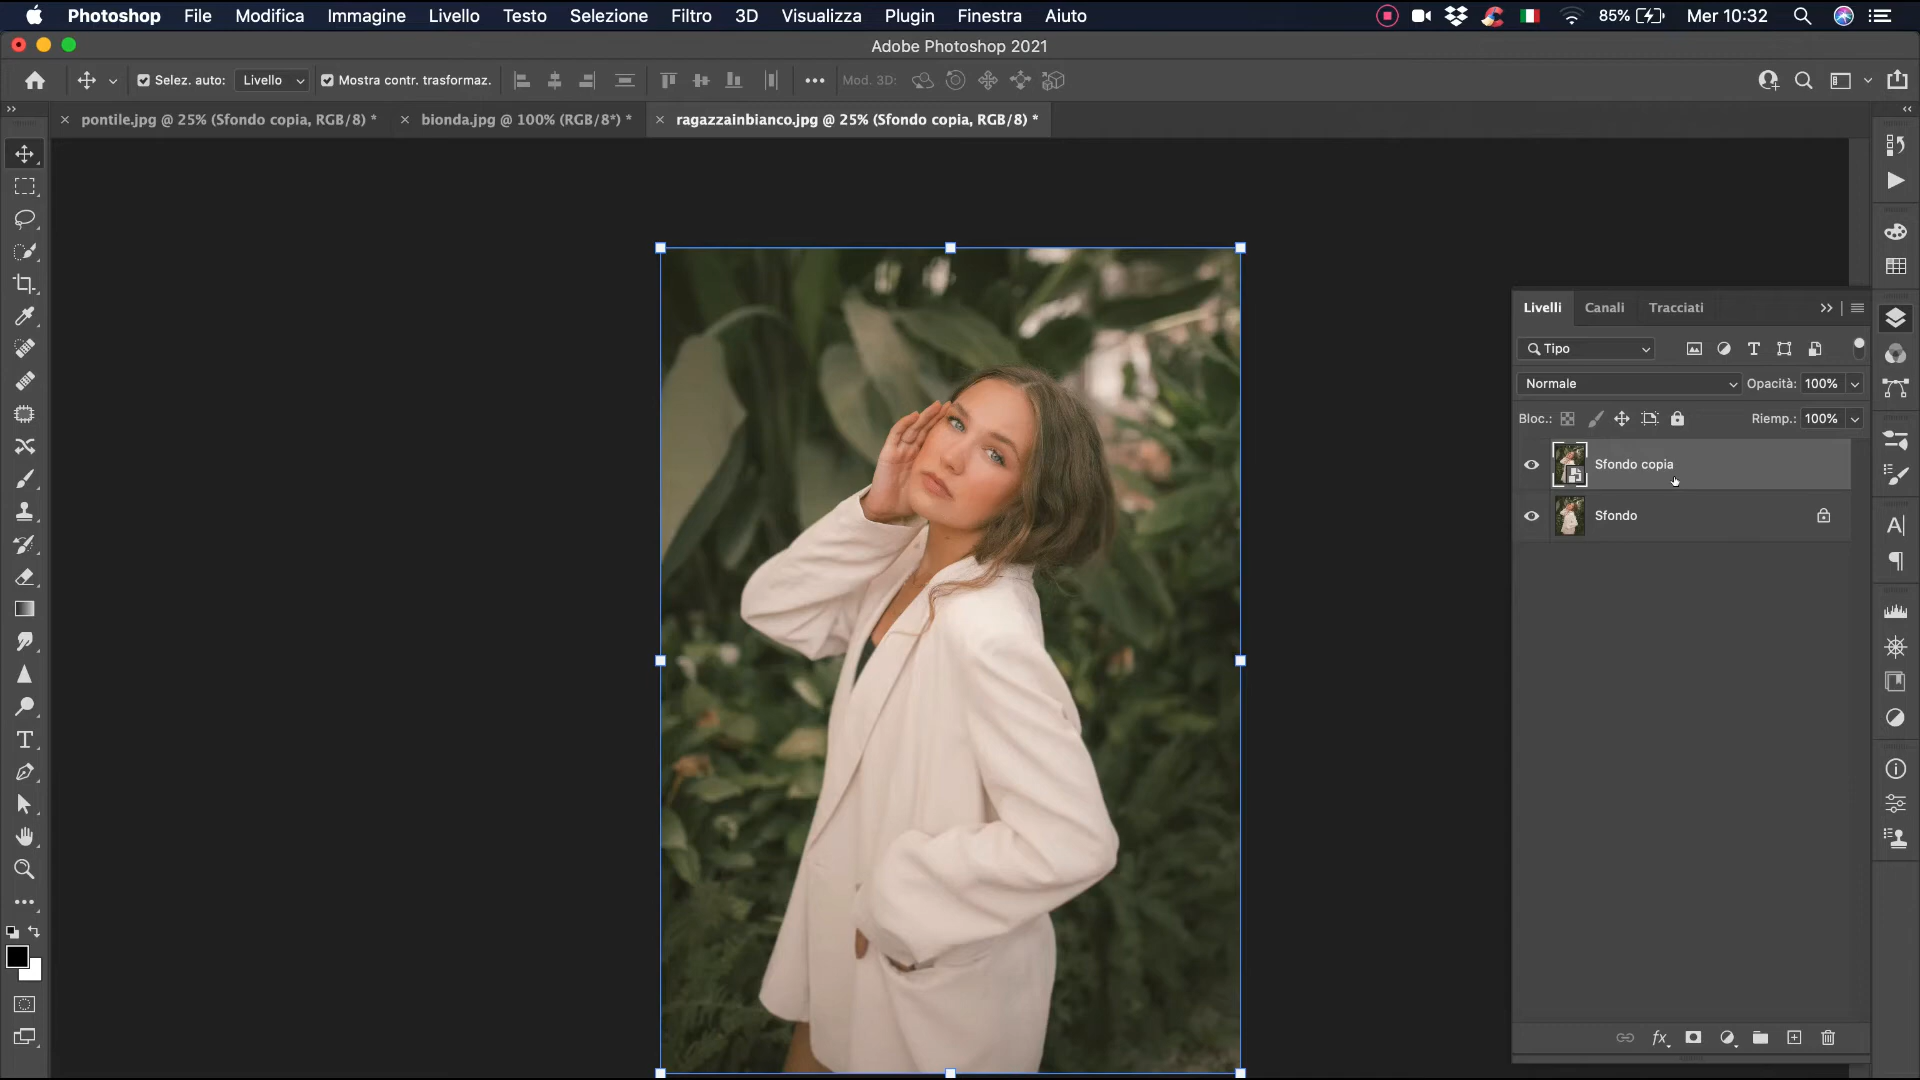 Photoshop File Modifica Immagine Livello Testo Selezione Filtro 3D Visualizza Plugin Finestra Aiuto 85% Mer 10:32
Adobe Photoshop 2021
Selez. auto: Livello Mostra contr. trasformaz. Mod. 3D:
pontile.jpg @ 25% (Sfondo copia, RGB/8) * bionda.jpg @ 100% (RGB/8*) * ragazzainbianco.jpg @ 25% (Sfondo copia, RGB/8) *
Livelli Canali Tracciati
Tipo
Normale Opacità: 100%
Bloc.: Riemp.: 100%
Sfondo copia
Sfondo